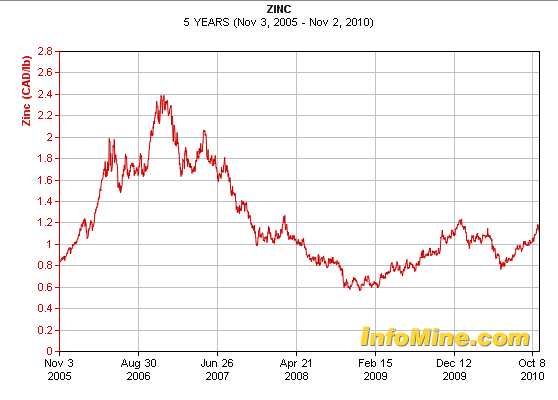 ZINC
5 YEARS (Nov 3, 2005 - Nov 2, 2010)
Zinc (CAD/lb)
2.8
2.6
2.4
2.2
2
1.8
1.6
1.4
1.2
1
0.8
0.6
0.4
0.2
0
InfoMine.com
Nov 3 Aug 30 Jun 26 Apr 21 Feb 15 Dec 12 Oct 8
2005 2006 2007 2008 2009 2009 2010